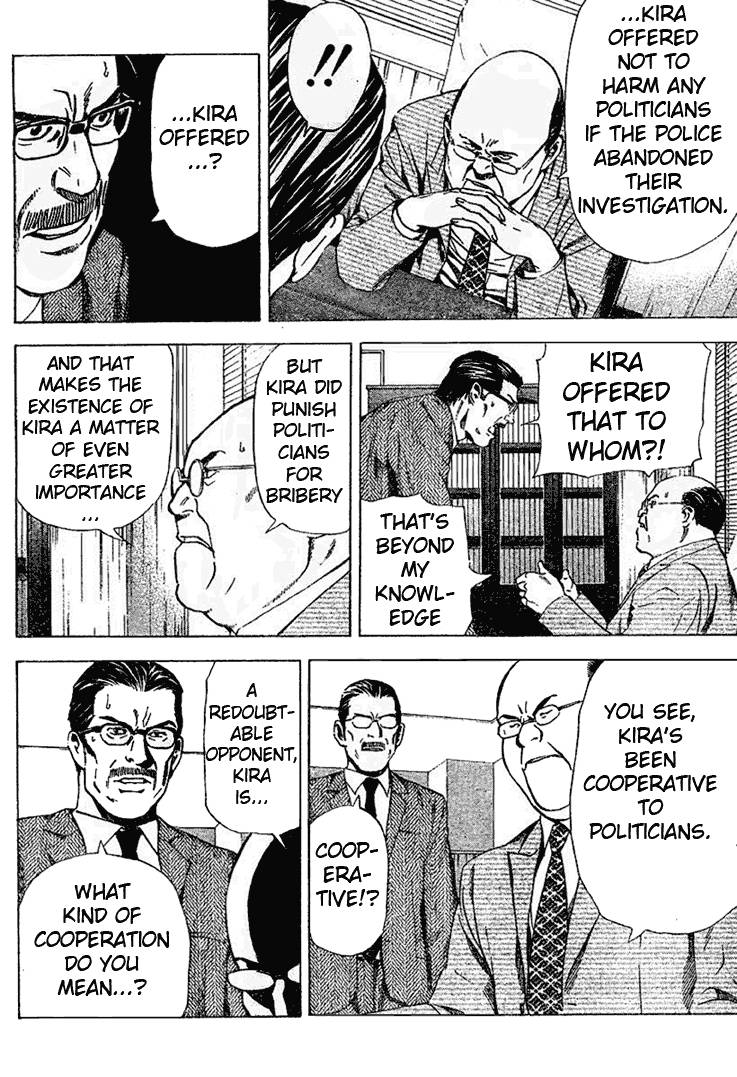 ...KIRA
OFFERED
NOT TO
HARM ANY
POLITICIANS
IF THE POLICE
ABANDONED
THEIR
INVESTIGATION.
!!
...KIRA
OFFERED
...?
KIRA
OFFERED
THAT TO
WHOM?!
THAT'S
BEYOND
MY
KNOWL-
EDGE
BUT
KIRA DID
PUNISH
POLITI-
CIANS
FOR
BRIBERY
AND THAT
MAKES THE
EXISTENCE OF
KIRA A MATTER
OF EVEN
GREATER
IMPORTANCE
...
YOU SEE,
KIRA'S
BEEN
COOPERATIVE
TO
POLITICIANS.
COOP-
ERA-
TIVE!?
A
REDOUBT-
ABLE
OPPONENT,
KIRA
IS...
WHAT
KIND OF
COOPERATION
DO YOU
MEAN...?